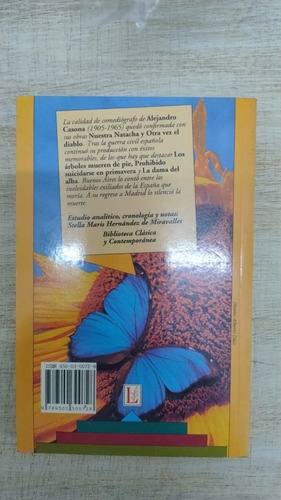 La calidad de comediógrafo de Alejandro
Casona (1905-1965) quedó confirmada con
sus obras Nuestra Natacha y Otra vez el
diablo. Tras la guerra civil española
continuó su producción con éxitos
memorables, de los que hay que destacar Los
árboles mueren de pie, Prohibido
suicidarse en primavera y La dama del
alba. Buenos Aires lo contó entre los
inolvidables exiliados de la España que
moría. A su regreso a Madrid lo silenció la
muerte.
Estudio analítico, cronología y notas:
Stella Maris Hernández de Miravalles
Biblioteca Clásica
y Contemporánea
L